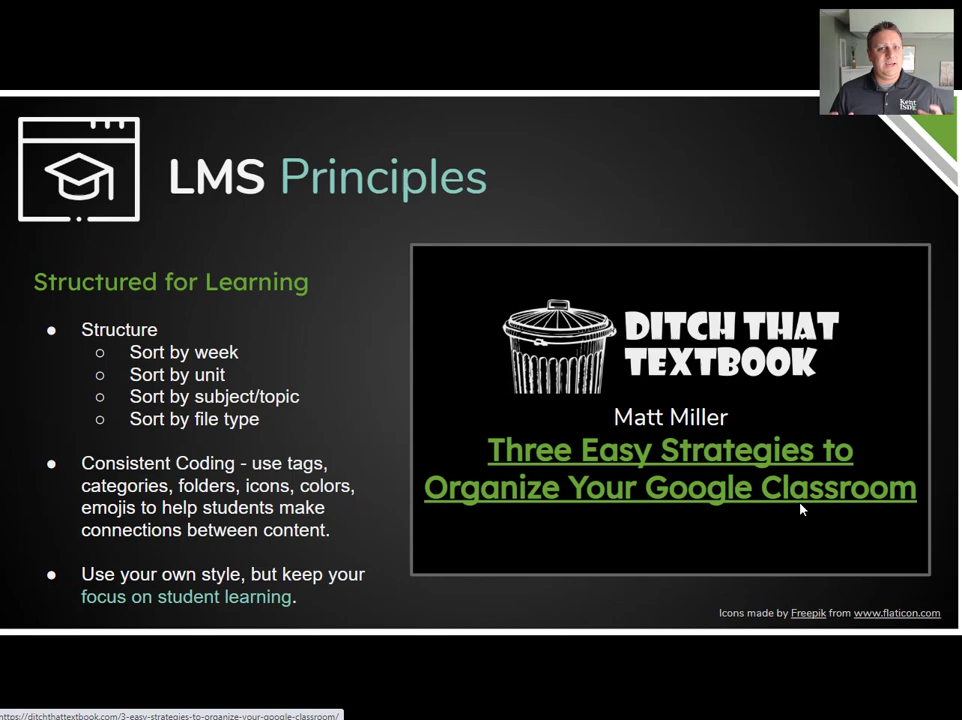 Kent
ISD
LMS Principles
Structured for Learning
● Structure
○ Sort by week
○ Sort by unit
○ Sort by subject/topic
○ Sort by file type
● Consistent Coding - use tags,
categories, folders, icons, colors,
emojis to help students make
connections between content.
● Use your own style, but keep your
focus on student learning.
DITCH THAT
TEXTBOOK
Matt Miller
Three Easy Strategies to
Organize Your Google Classroom
Icons made by Freepik from www.flaticon.com
https://ditchthattextbook.com/3-easy-strategies-to-organize-your-google-classroom/